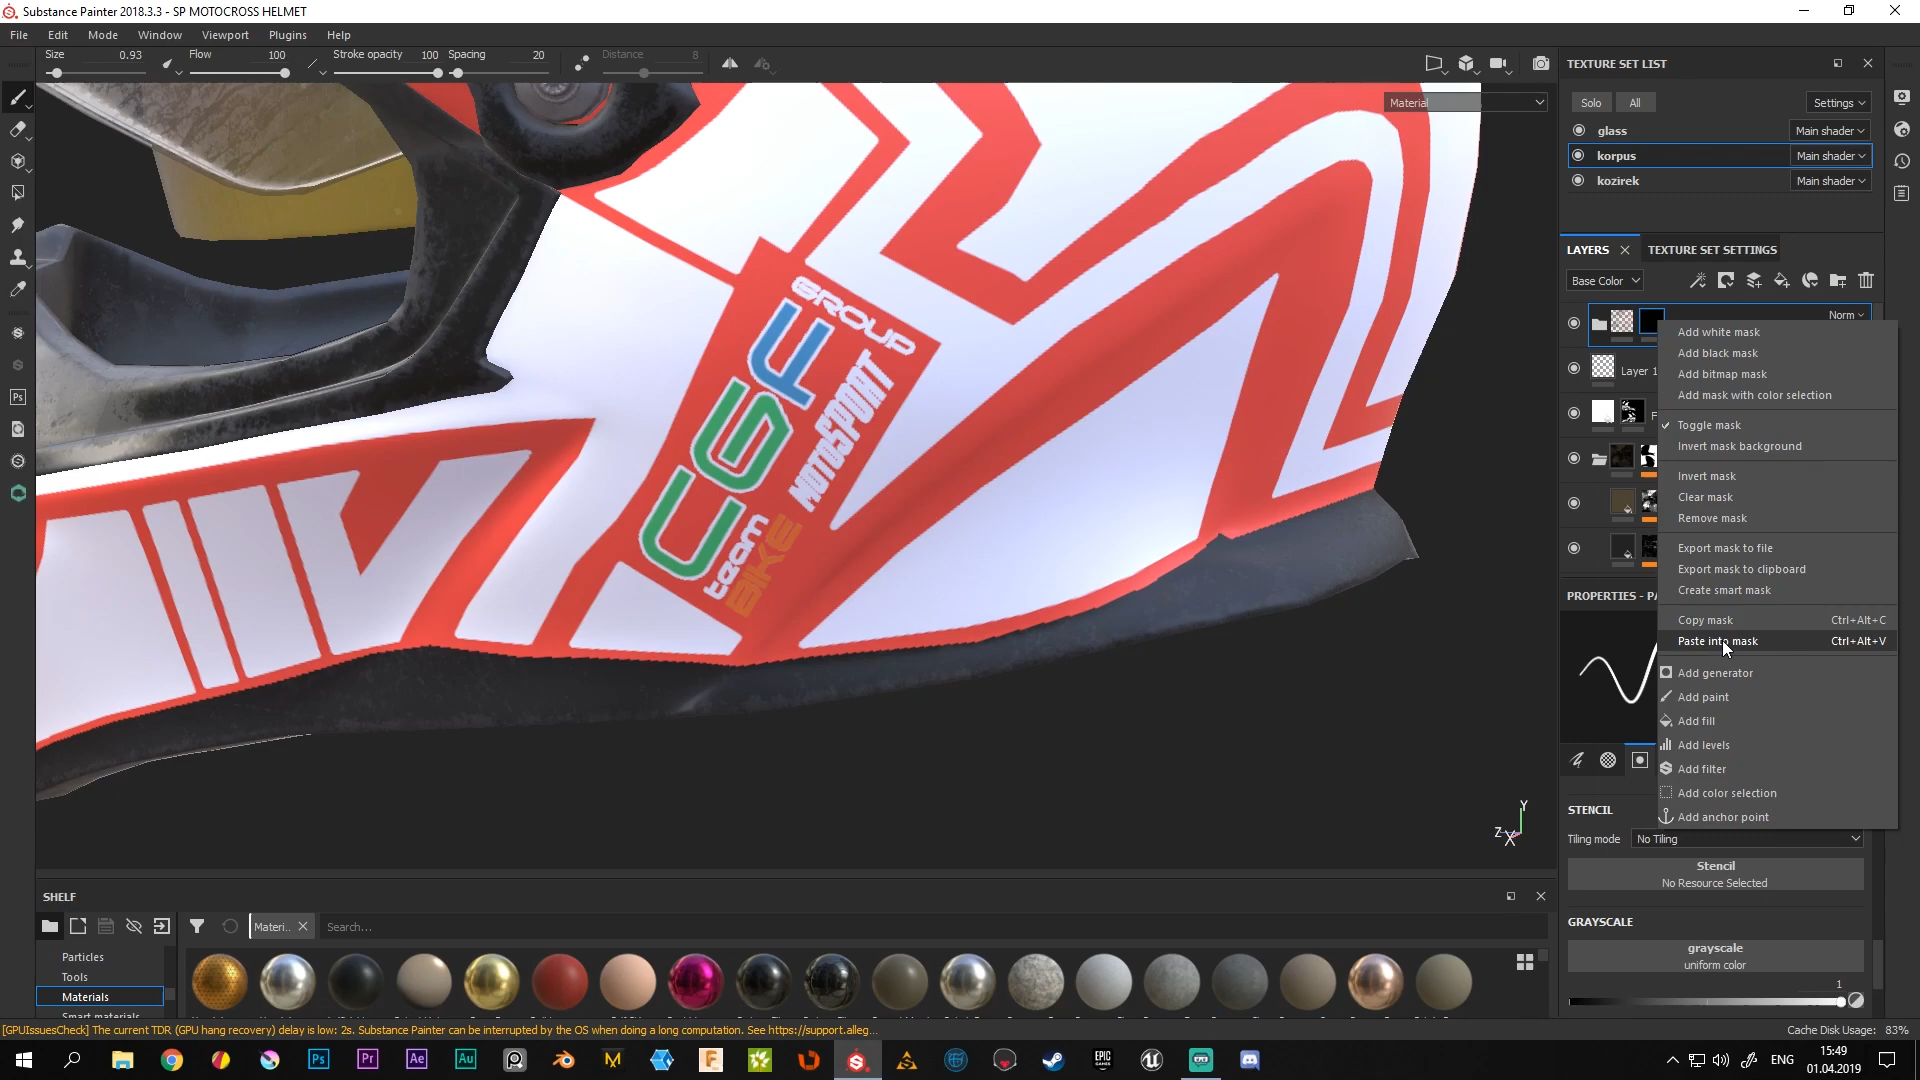 Substance Painter 2018.3.3 - SP MOTOCROSS HELMET
File Edit Mode Window Viewport Plugins Help
Size 0.93 Flow 100 Stroke opacity 100 Spacing 20 Distance 8
Material
GROUP
CGF
MOTOSPORT
team
BIKE
TEXTURE SET LIST
Solo All Settings
glass Main shader
korpus Main shader
kozirek Main shader
LAYERS TEXTURE SET SETTINGS
Base Color
Norm
Layer 1
Add white mask
Add black mask
Add bitmap mask
Add mask with color selection
Toggle mask
Invert mask background
Invert mask
Clear mask
Remove mask
Export mask to file
Export mask to clipboard
Create smart mask
Copy mask Ctrl+Alt+C
Paste into mask Ctrl+Alt+V
Add generator
Add paint
Add fill
Add levels
Add filter
Add color selection
Add anchor point
PROPERTIES - PA
STENCIL
Tiling mode No Tiling
Stencil
No Resource Selected
GRAYSCALE
grayscale
uniform color
1
Y
Z X
SHELF
Materi.. Search...
Particles
Tools
Materials
Smart materials
[GPUIssuesCheck] The current TDR (GPU hang recovery) delay is low: 2s. Substance Painter can be interrupted by the OS when doing a long computation. See https://support.alleg...
Cache Disk Usage: 83%
Ps Pr Ae Au
ENG
15:49
01.04.2019